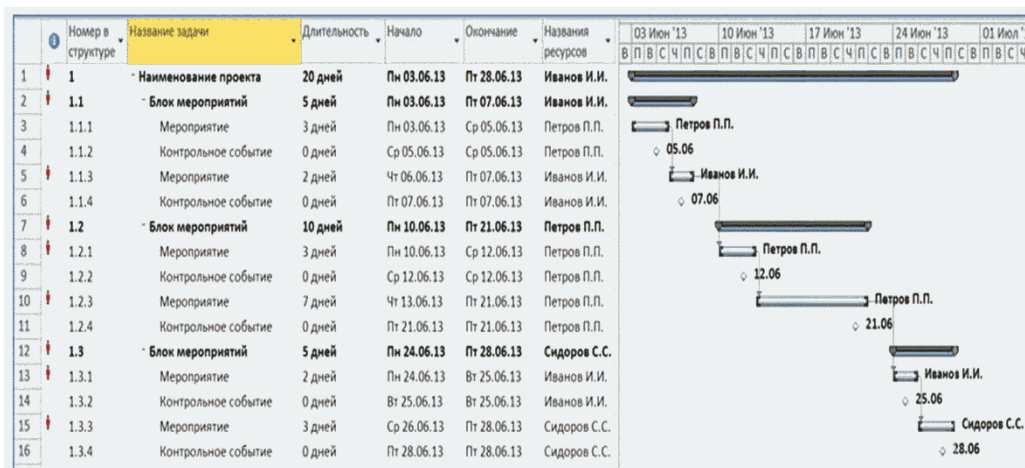 Номер в структуре Название задачи Длительность Начало Окончание Названия ресурсов 03 Июн '13 10 Июн '13 17 Июн '13 24 Июн '13 01 Июл '
В П В С Ч П С В П В С Ч П С В П В С Ч П С В П В С Ч П С В П В С Ч
1 1 Наименование проекта 20 дней Пн 03.06.13 Пт 28.06.13 Иванов И.И.
2 1.1 Блок мероприятий 5 дней Пн 03.06.13 Пт 07.06.13 Иванов И.И.
3 1.1.1 Мероприятие 3 дней Пн 03.06.13 Ср 05.06.13 Петров П.П. Петров П.П.
4 1.1.2 Контрольное событие 0 дней Ср 05.06.13 Ср 05.06.13 Петров П.П. 05.06
5 1.1.3 Мероприятие 2 дней Чт 06.06.13 Пт 07.06.13 Иванов И.И. Иванов И.И.
6 1.1.4 Контрольное событие 0 дней Пт 07.06.13 Пт 07.06.13 Иванов И.И. 07.06
7 1.2 Блок мероприятий 10 дней Пн 10.06.13 Пт 21.06.13 Петров П.П.
8 1.2.1 Мероприятие 3 дней Пн 10.06.13 Ср 12.06.13 Петров П.П. Петров П.П.
9 1.2.2 Контрольное событие 0 дней Ср 12.06.13 Ср 12.06.13 Петров П.П. 12.06
10 1.2.3 Мероприятие 7 дней Чт 13.06.13 Пт 21.06.13 Петров П.П. Петров П.П.
11 1.2.4 Контрольное событие 0 дней Пт 21.06.13 Пт 21.06.13 Петров П.П. 21.06
12 1.3 Блок мероприятий 5 дней Пн 24.06.13 Пт 28.06.13 Сидоров С.С.
13 1.3.1 Мероприятие 2 дней Пн 24.06.13 Вт 25.06.13 Иванов И.И. Иванов И.И.
14 1.3.2 Контрольное событие 0 дней Вт 25.06.13 Вт 25.06.13 Иванов И.И. 25.06
15 1.3.3 Мероприятие 3 дней Ср 26.06.13 Пт 28.06.13 Сидоров С.С. Сидоров С.С.
16 1.3.4 Контрольное событие 0 дней Пт 28.06.13 Пт 28.06.13 Сидоров С.С. 28.06